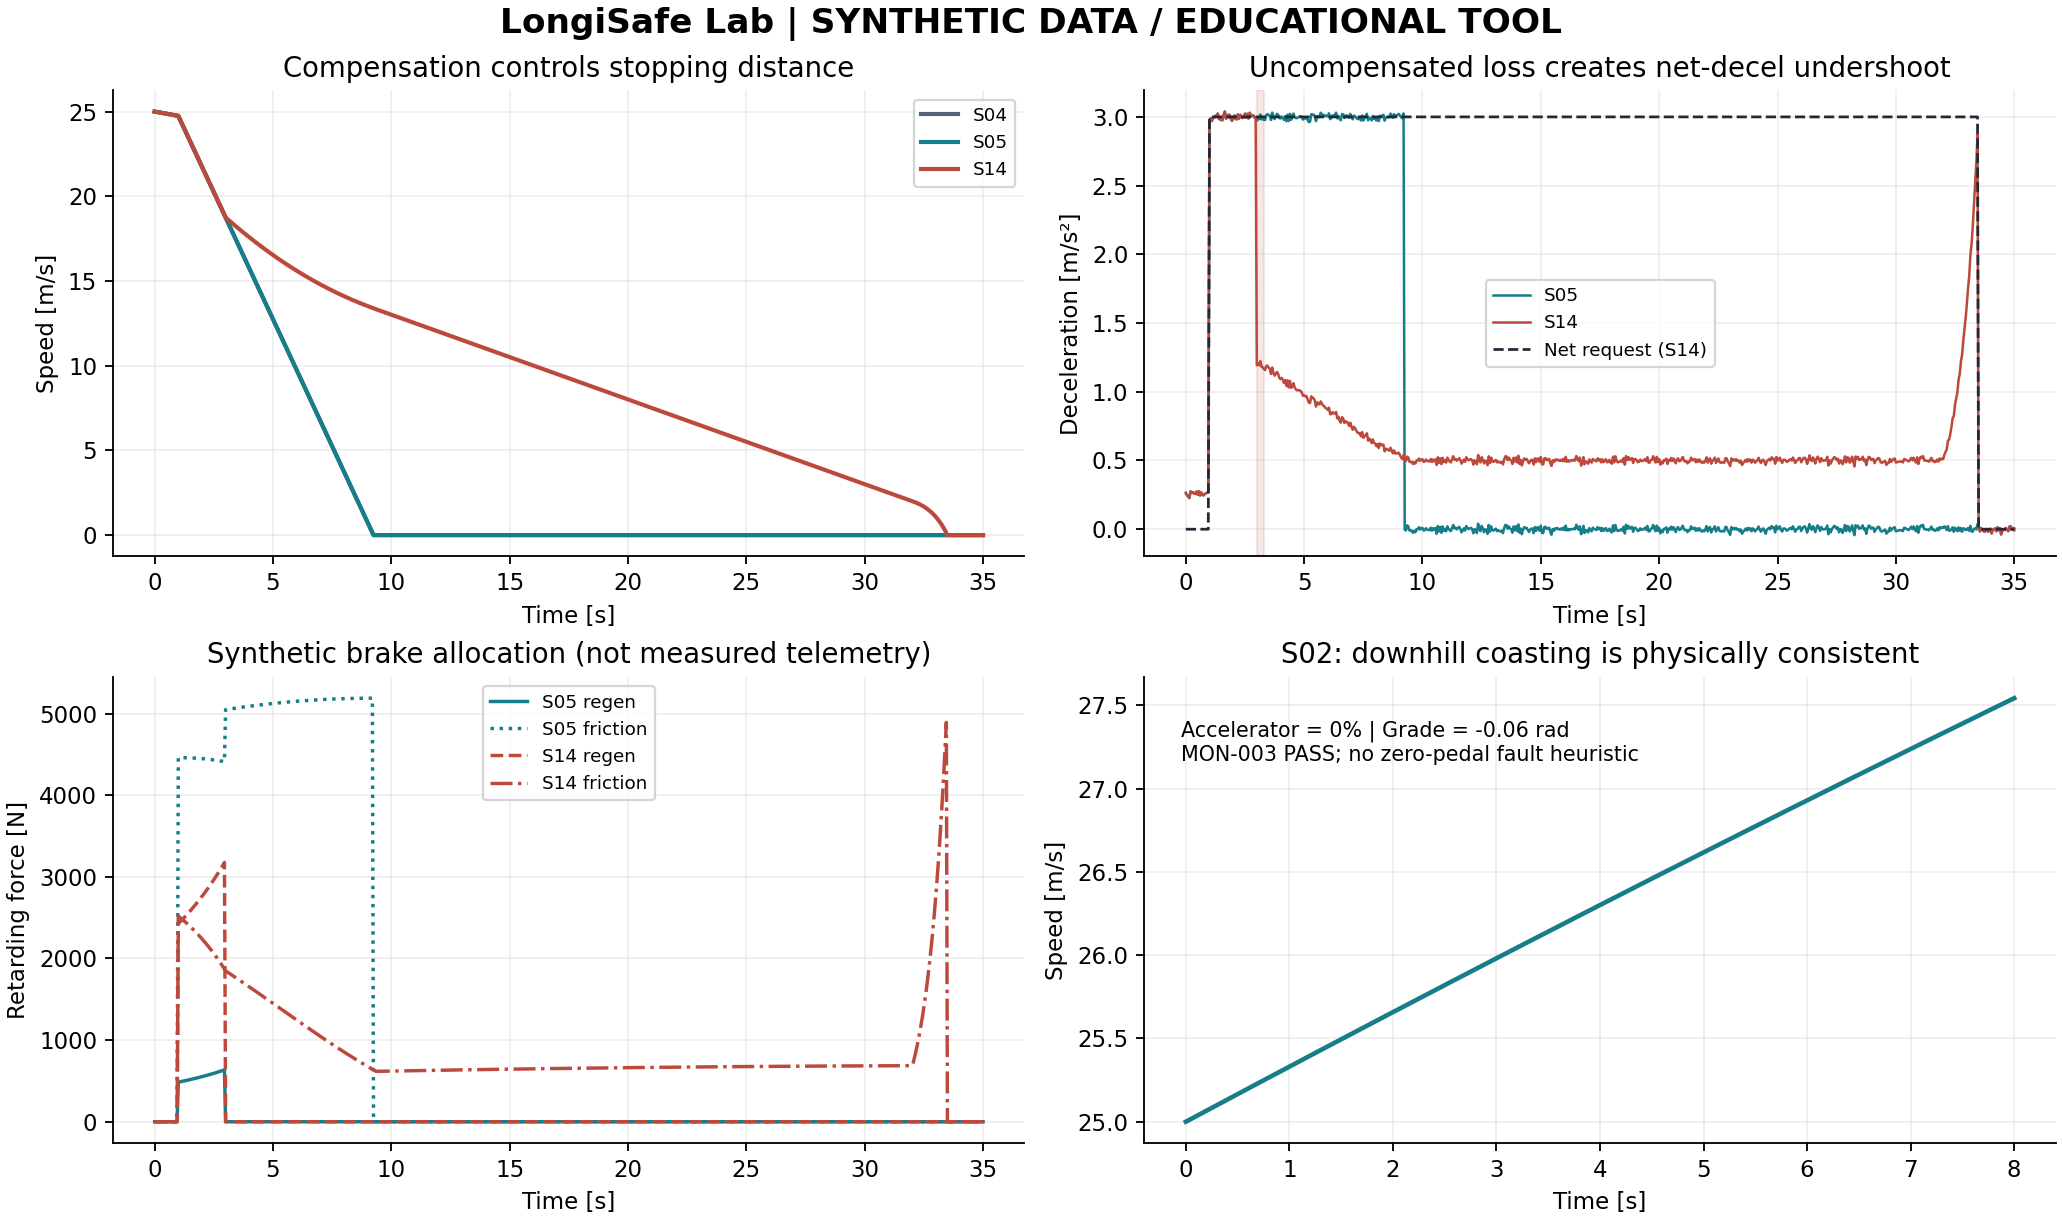 LongiSafe Lab | SYNTHETIC DATA / EDUCATIONAL TOOL
Compensation controls stopping distance
25
20
15
10
5
0
Speed [m/s]
S04
S05
S14
0 5 10 15 20 25 30 35
Time [s]
Uncompensated loss creates net-decel undershoot
3.0
2.5
2.0
1.5
1.0
0.5
0.0
Deceleration [m/s²]
S05
S14
Net request (S14)
0 5 10 15 20 25 30 35
Time [s]
Synthetic brake allocation (not measured telemetry)
5000
4000
3000
2000
1000
0
Retarding force [N]
S05 regen
S05 friction
S14 regen
S14 friction
0 5 10 15 20 25 30 35
Time [s]
S02: downhill coasting is physically consistent
27.5
27.0
26.5
26.0
25.5
25.0
Speed [m/s]
Accelerator = 0% | Grade = -0.06 rad
MON-003 PASS; no zero-pedal fault heuristic
0 1 2 3 4 5 6 7 8
Time [s]